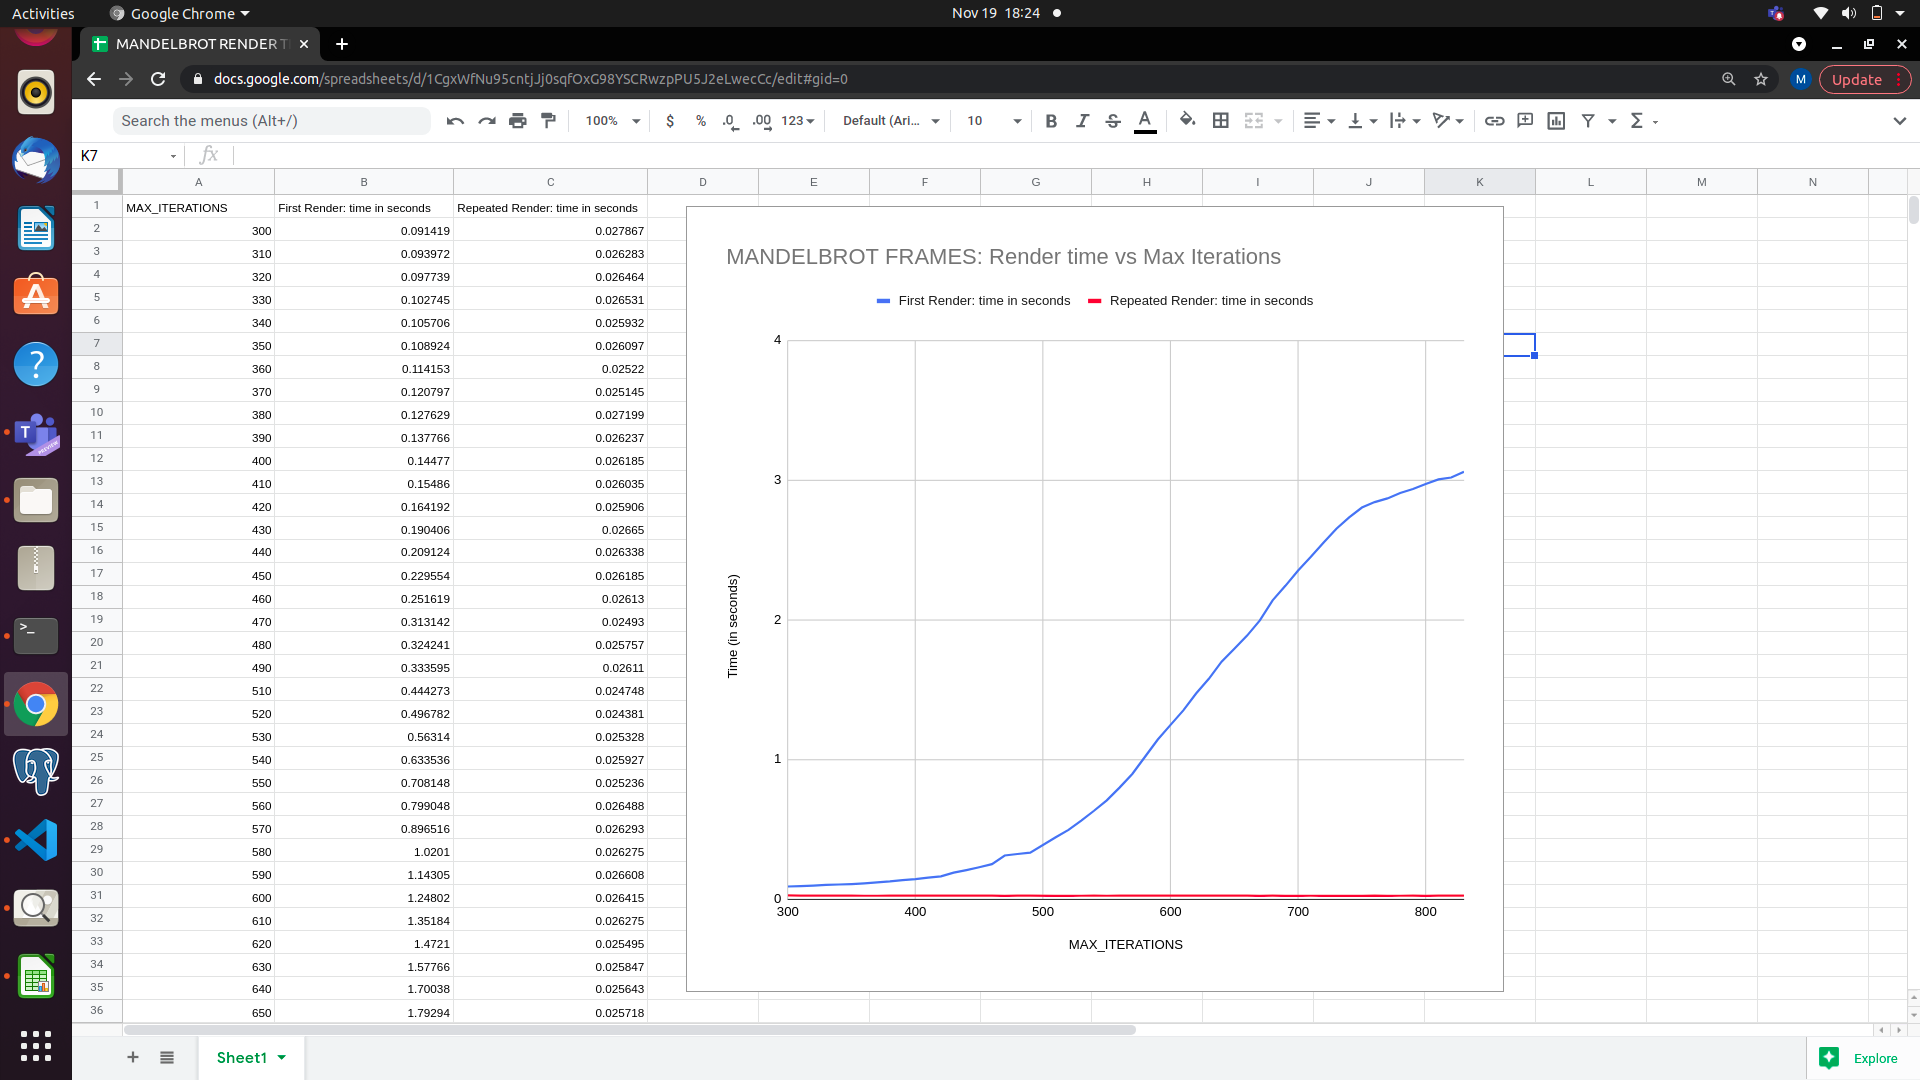 Activities Google Chrome Nov 19 18:24
MANDELBROT RENDER T
docs.google.com/spreadsheets/d/1CgxWfNu95cntjJj0sqfOxG98YSCRwzpPU5J2eLwecCc/edit#gid=0 M Update
Search the menus (Alt+/) 100% $ % .0 .00 123 Default (Ari... 10 B I S A Σ
K7 fx
A B C D E F G H I J K L M N
1 MAX_ITERATIONS First Render: time in seconds Repeated Render: time in seconds
2 300 0.091419 0.027867
3 310 0.093972 0.026283
4 320 0.097739 0.026464
5 330 0.102745 0.026531
6 340 0.105706 0.025932
7 350 0.108924 0.026097
8 360 0.114153 0.02522
9 370 0.120797 0.025145
10 380 0.127629 0.027199
11 390 0.137766 0.026237
12 400 0.14477 0.026185
13 410 0.15486 0.026035
14 420 0.164192 0.025906
15 430 0.190406 0.02665
16 440 0.209124 0.026338
17 450 0.229554 0.026185
18 460 0.251619 0.02613
19 470 0.313142 0.02493
20 480 0.324241 0.025757
21 490 0.333595 0.02611
22 510 0.444273 0.024748
23 520 0.496782 0.024381
24 530 0.56314 0.025328
25 540 0.633536 0.025927
26 550 0.708148 0.025236
27 560 0.799048 0.026488
28 570 0.896516 0.026293
29 580 1.0201 0.026275
30 590 1.14305 0.026608
31 600 1.24802 0.026415
32 610 1.35184 0.026275
33 620 1.4721 0.025495
34 630 1.57766 0.025847
35 640 1.70038 0.025643
36 650 1.79294 0.025718
MANDELBROT FRAMES: Render time vs Max Iterations
First Render: time in seconds Repeated Render: time in seconds
4
3
2
1
0
Time (in seconds)
300 400 500 600 700 800
MAX_ITERATIONS
Sheet1
Explore